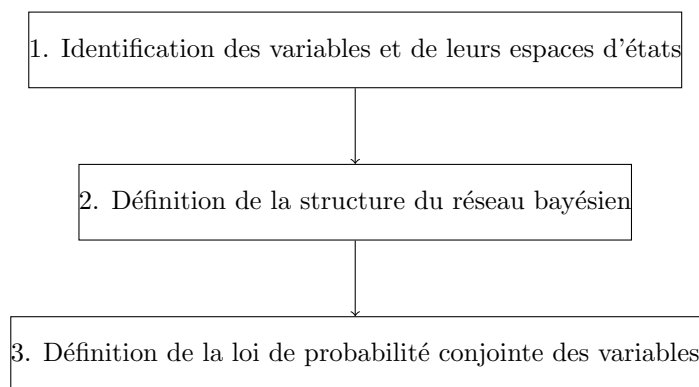 1. Identification des variables et de leurs espaces d'états
2. Définition de la structure du réseau bayésien
3. Définition de la loi de probabilité conjointe des variables